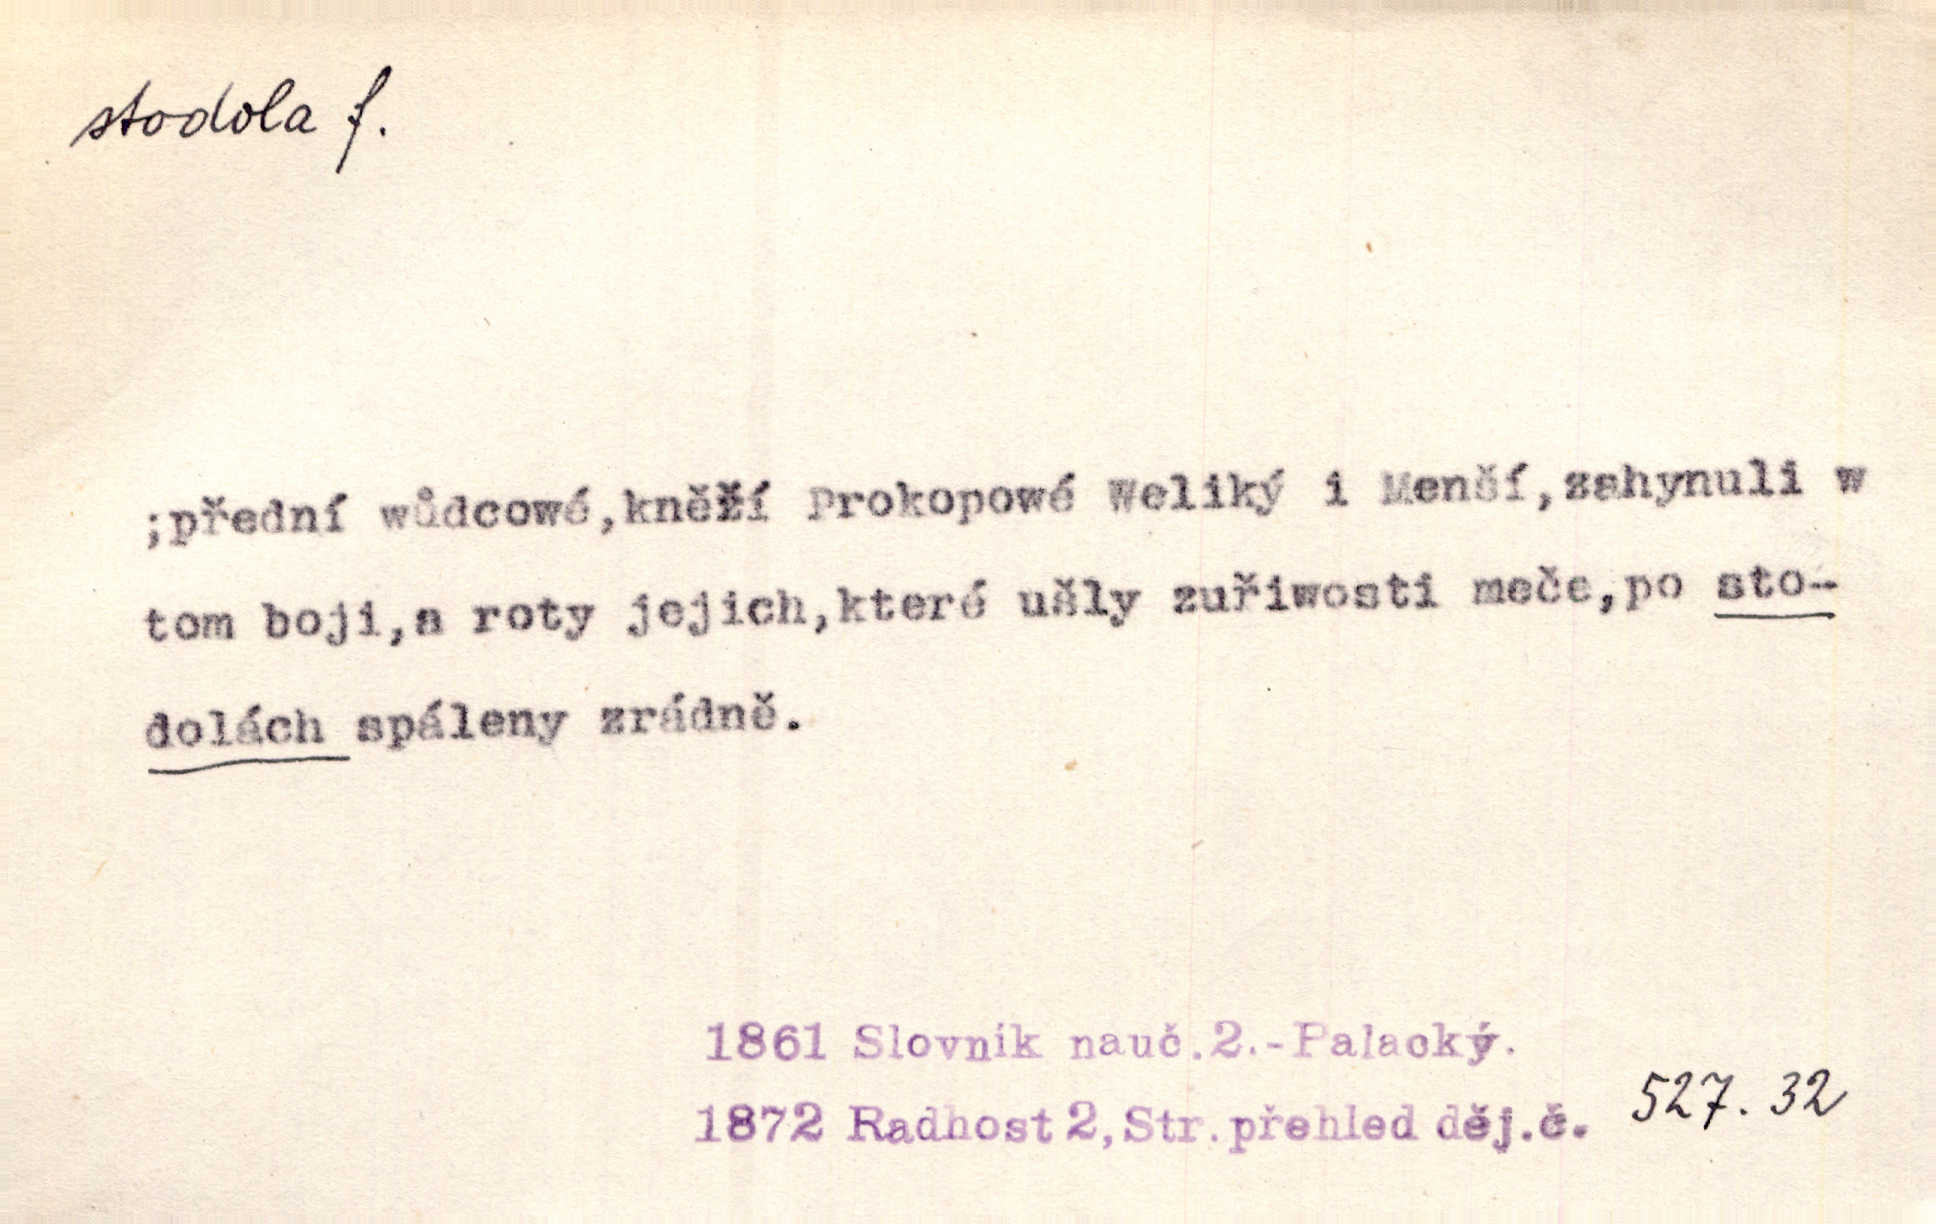 stodola f.
;přední wůdcowé,kněží Prokopowé Weliký i Menší,zahynuli w
tom boji,a roty jejich,které ušly zuřiwosti meče,po sto-
dolách spáleny zrádně.
1861 Slovník nauč.2.-Palacký.
1872 Radhost 2,Str.přehled děj.č. 527. 32